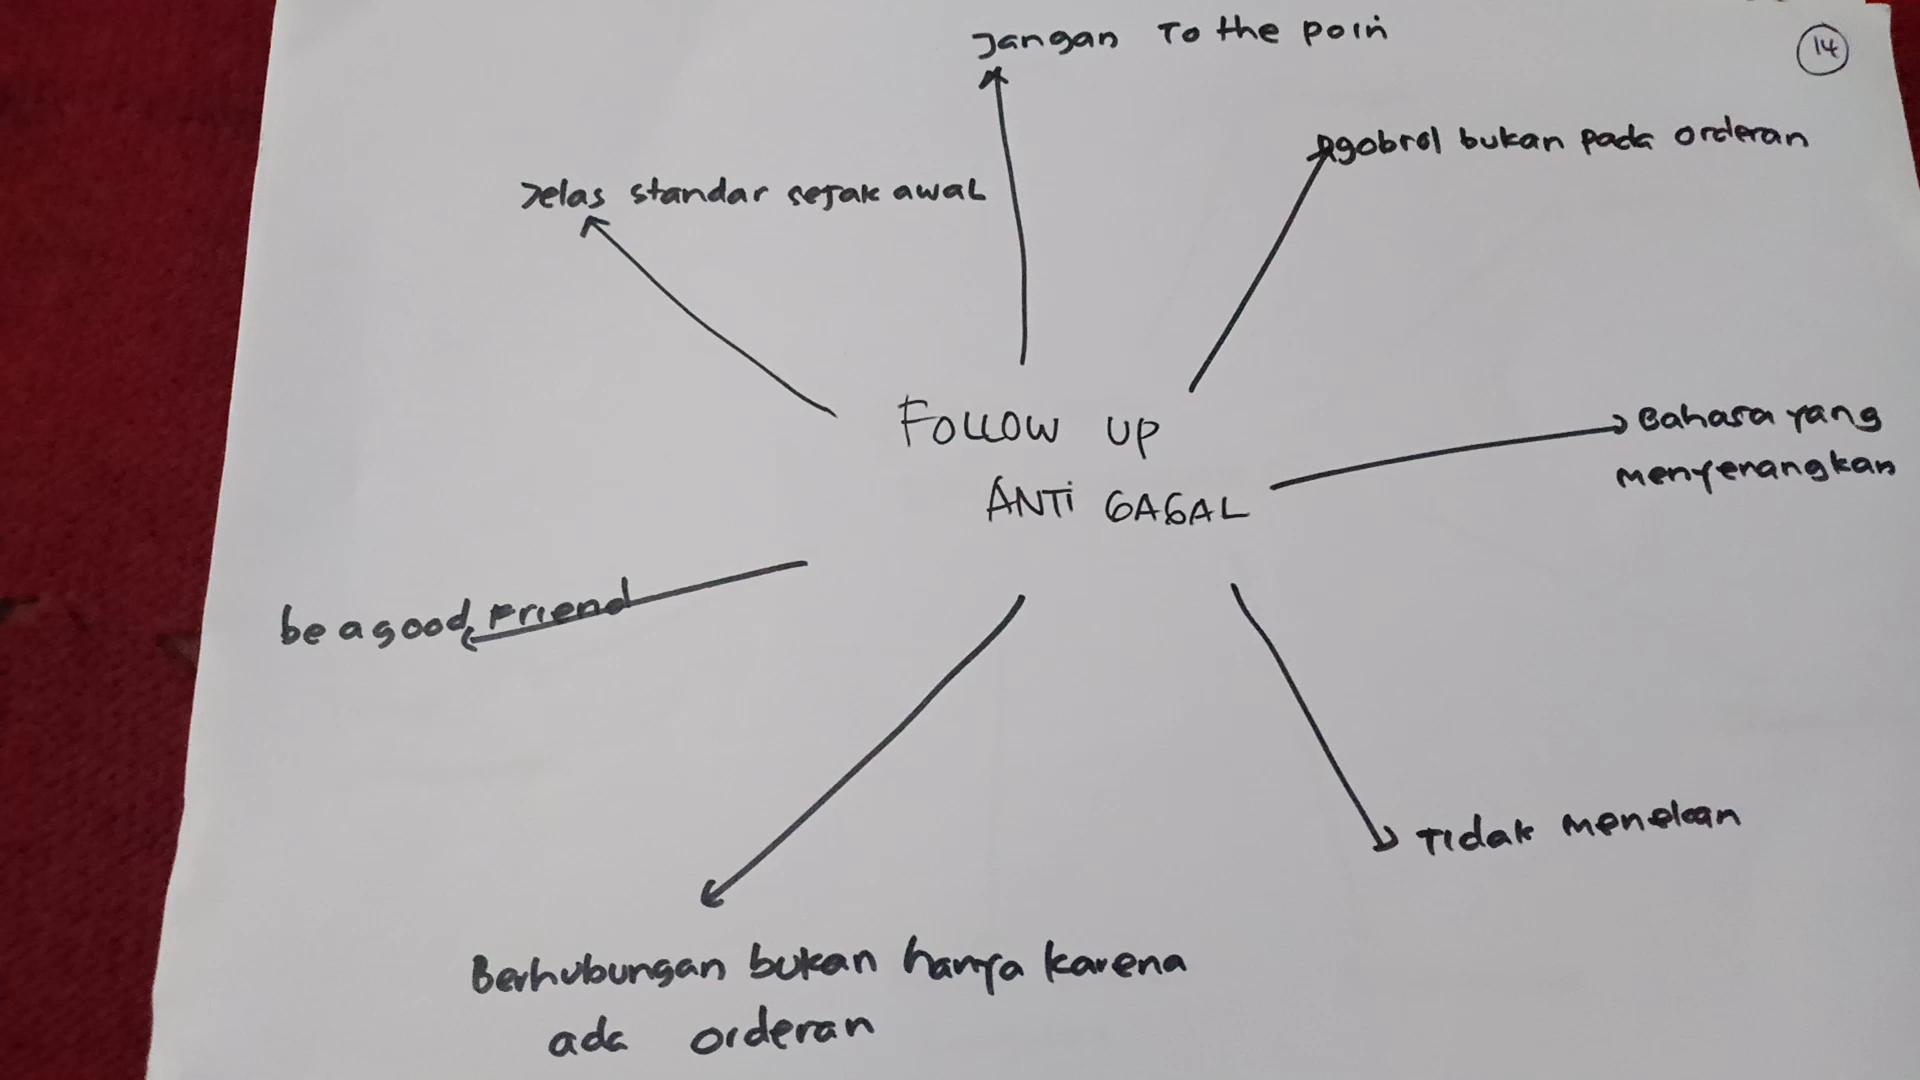 Jangan To the poin
14
ngobrol bukan pada orderan
Jelas standar sejak awal
Follow up
ANTi GAGAL
Bahasa yang
menyenangkan
be a good Friend
Tidak menekan
Berhubungan bukan hanya karena
ada orderan